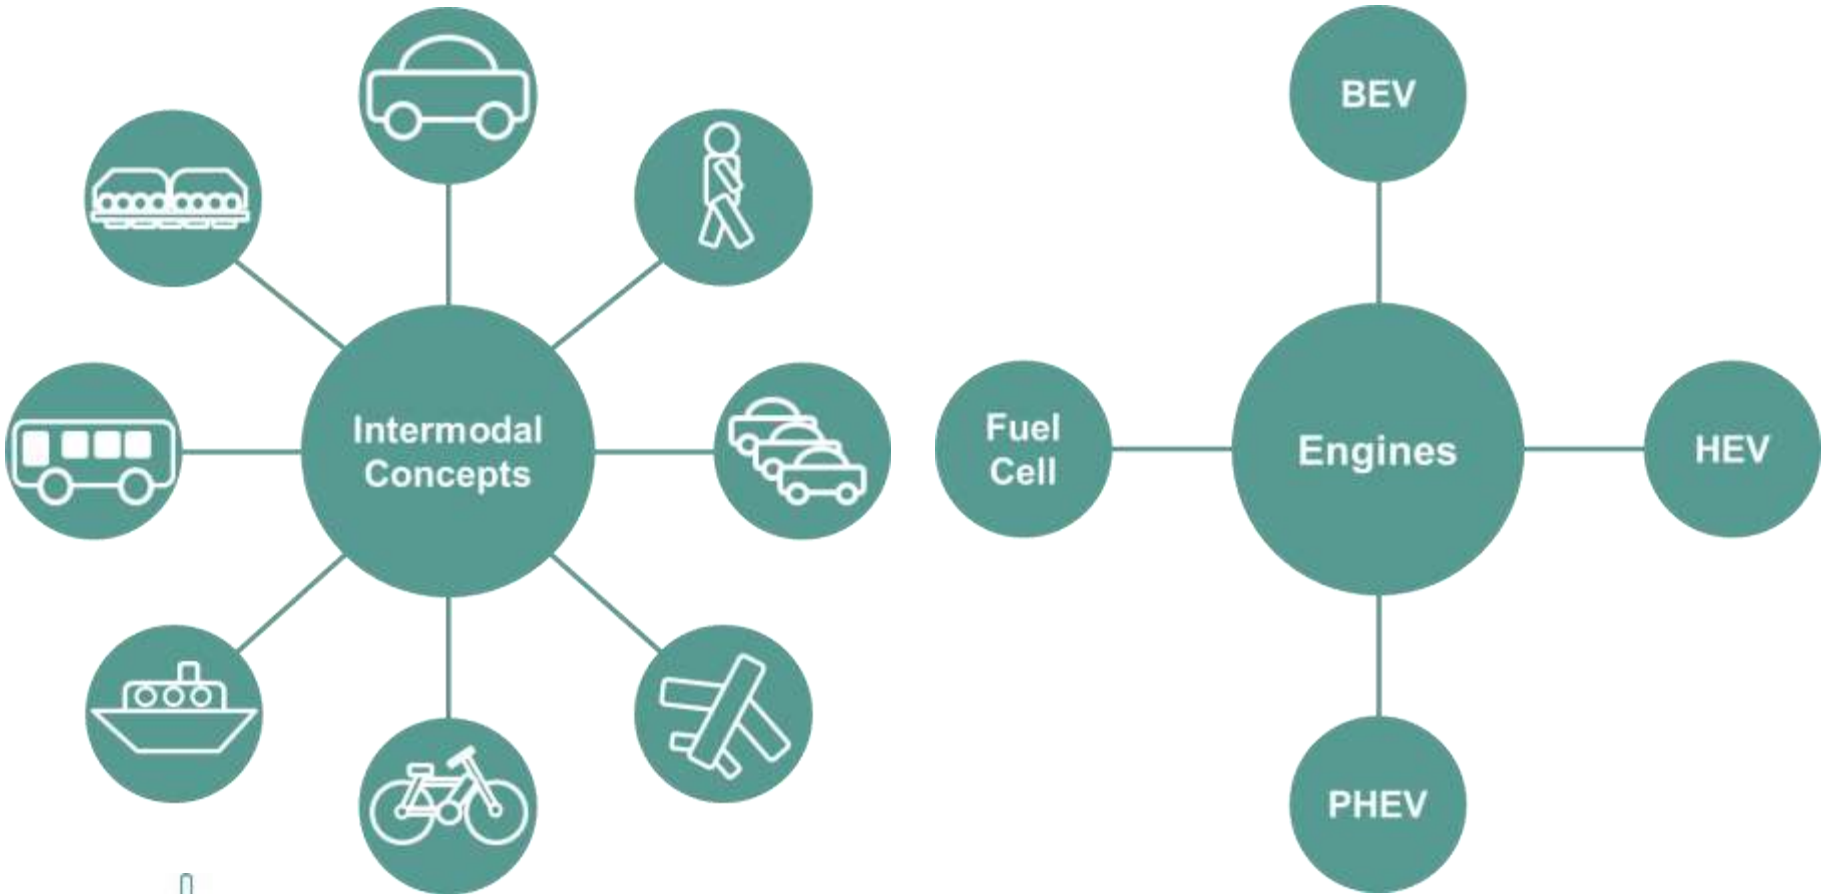 Intermodal
Concepts
BEV
Fuel
Cell
Engines
HEV
PHEV